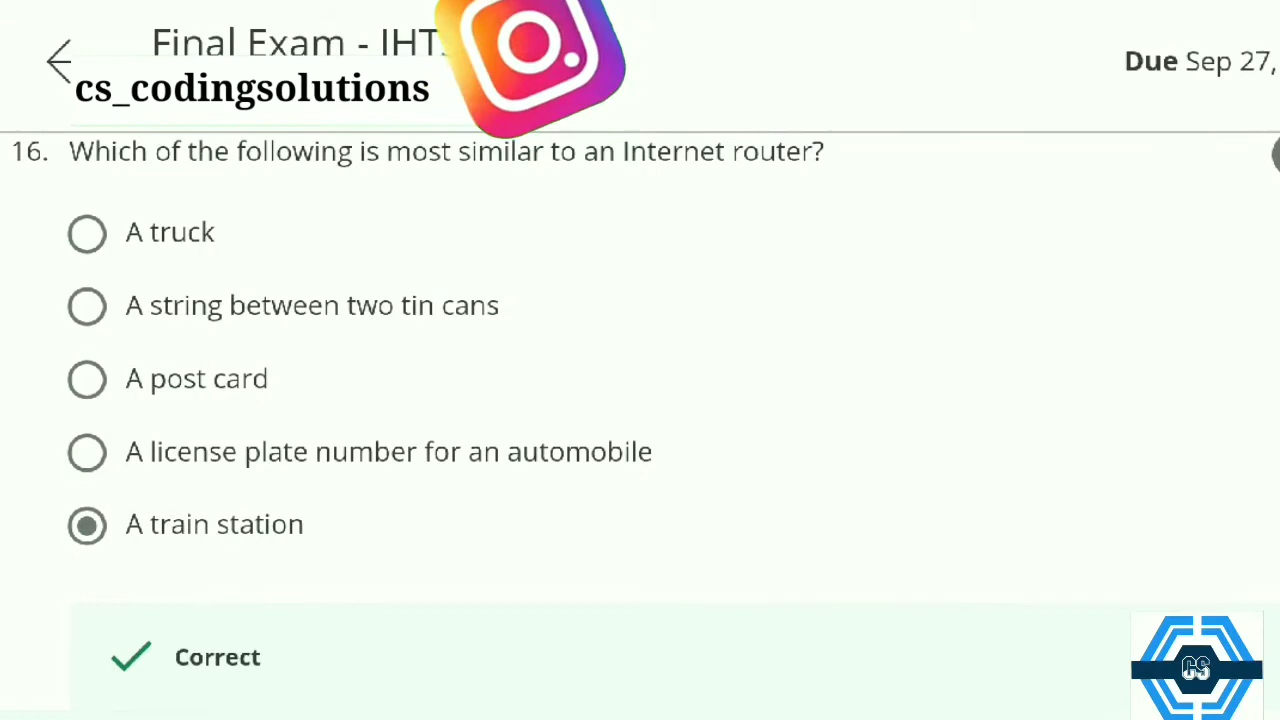 Final Exam - IHT
Due Sep 27,
cs_codingsolutions
16. Which of the following is most similar to an Internet router?
A truck
A string between two tin cans
A post card
A license plate number for an automobile
A train station
Correct
CS